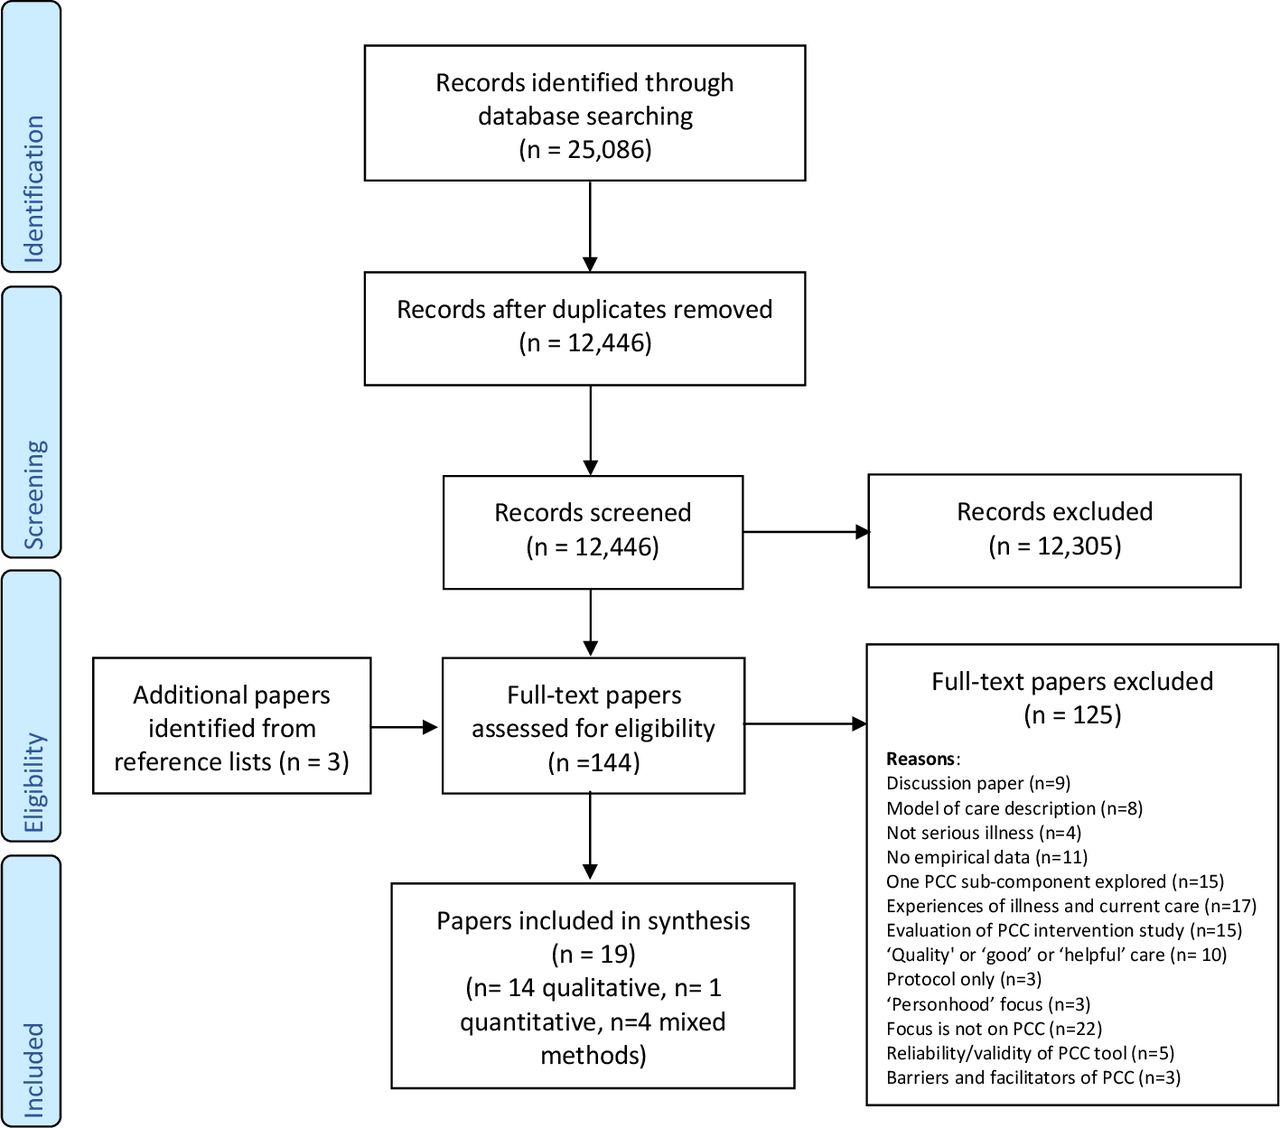 Identification
Records identified through
database searching
(n = 25,086)
Records after duplicates removed
(n = 12,446)
Screening
Records screened
(n = 12,446)
Records excluded
(n = 12,305)
Eligibility
Additional papers
identified from
reference lists (n = 3)
Full-text papers
assessed for eligibility
(n =144)
Full-text papers excluded
(n = 125)
Reasons:
Discussion paper (n=9)
Model of care description (n=8)
Not serious illness (n=4)
No empirical data (n=11)
One PCC sub-component explored (n=15)
Experiences of illness and current care (n=17)
Evaluation of PCC intervention study (n=15)
‘Quality' or ‘good’ or ‘helpful’ care (n= 10)
Protocol only (n=3)
‘Personhood’ focus (n=3)
Focus is not on PCC (n=22)
Reliability/validity of PCC tool (n=5)
Barriers and facilitators of PCC (n=3)
Included
Papers included in synthesis
(n = 19)
(n= 14 qualitative, n= 1
quantitative, n=4 mixed
methods)